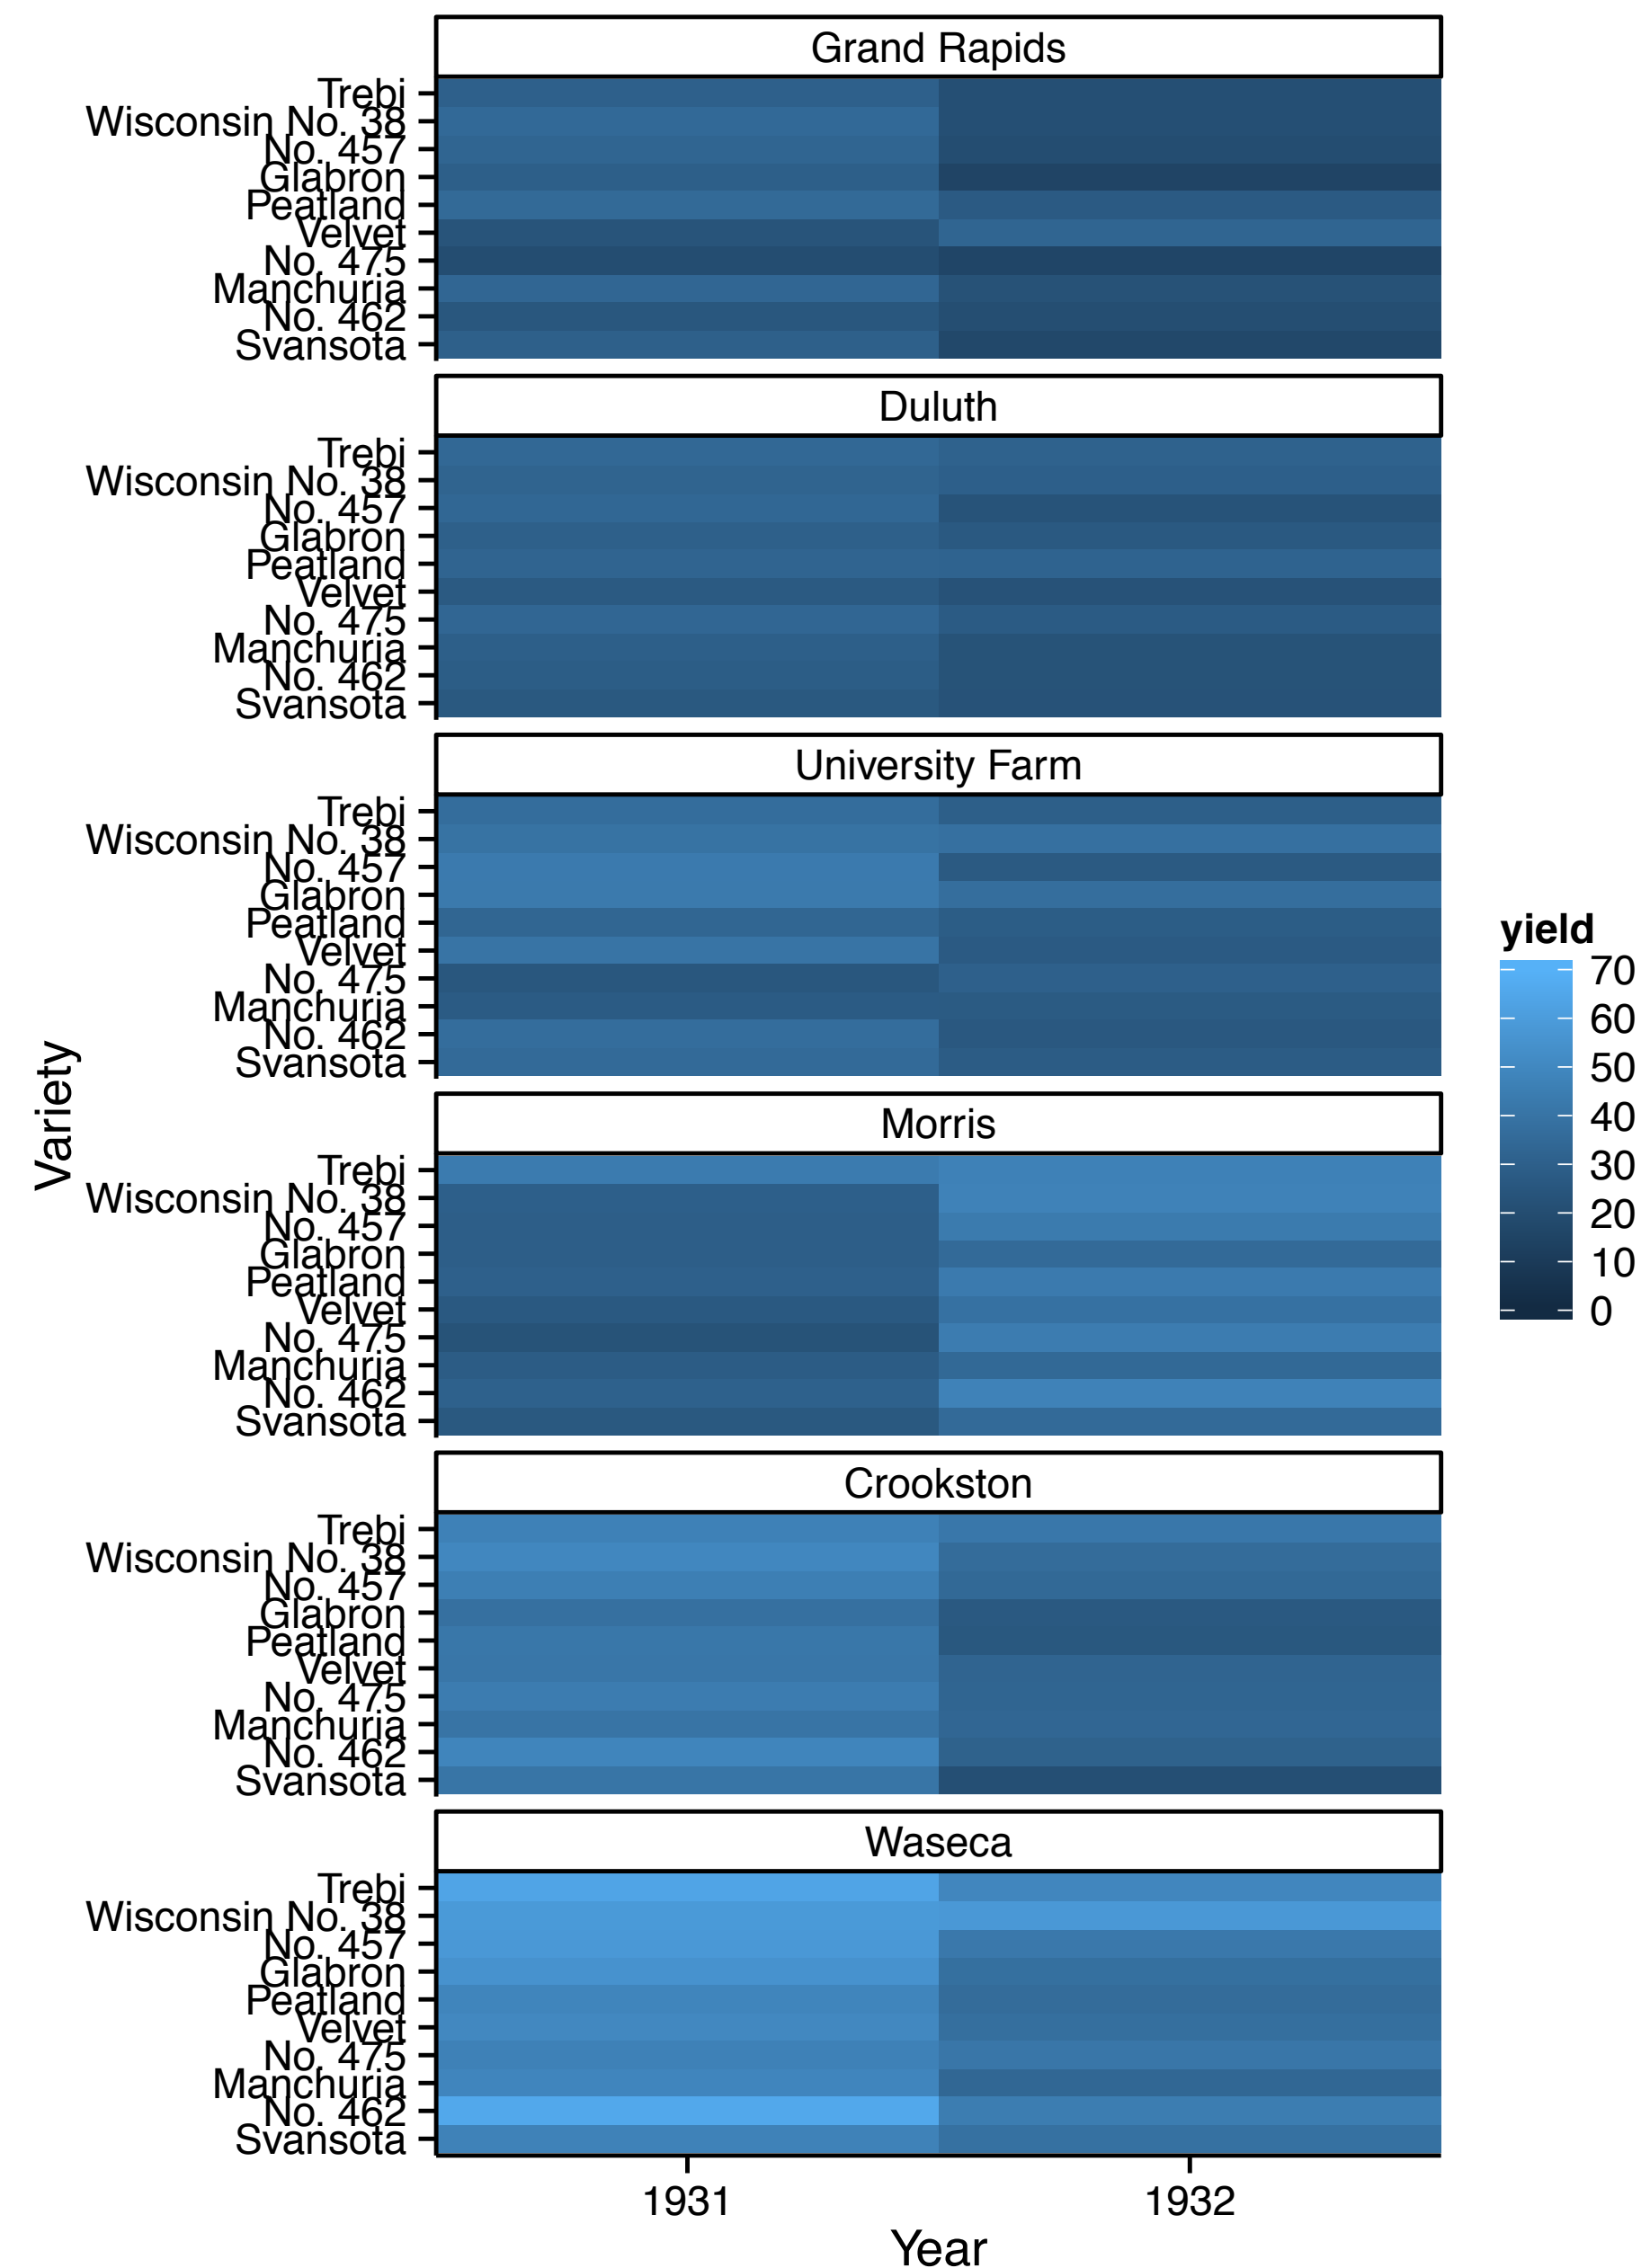 Grand Rapids
Trebi
Wisconsin No. 38
No. 457
Glabron
Peatland
Velvet
No. 475
Manchuria
No. 462
Svansota
Duluth
Trebi
Wisconsin No. 38
No. 457
Glabron
Peatland
Velvet
No. 475
Manchuria
No. 462
Svansota
University Farm
Trebi
Wisconsin No. 38
No. 457
Glabron
Peatland
Velvet
No. 475
Manchuria
No. 462
Svansota
Morris
Trebi
Wisconsin No. 38
No. 457
Glabron
Peatland
Velvet
No. 475
Manchuria
No. 462
Svansota
Crookston
Trebi
Wisconsin No. 38
No. 457
Glabron
Peatland
Velvet
No. 475
Manchuria
No. 462
Svansota
Waseca
Trebi
Wisconsin No. 38
No. 457
Glabron
Peatland
Velvet
No. 475
Manchuria
No. 462
Svansota
1931 1932
Year
Variety
yield
70
60
50
40
30
20
10
0